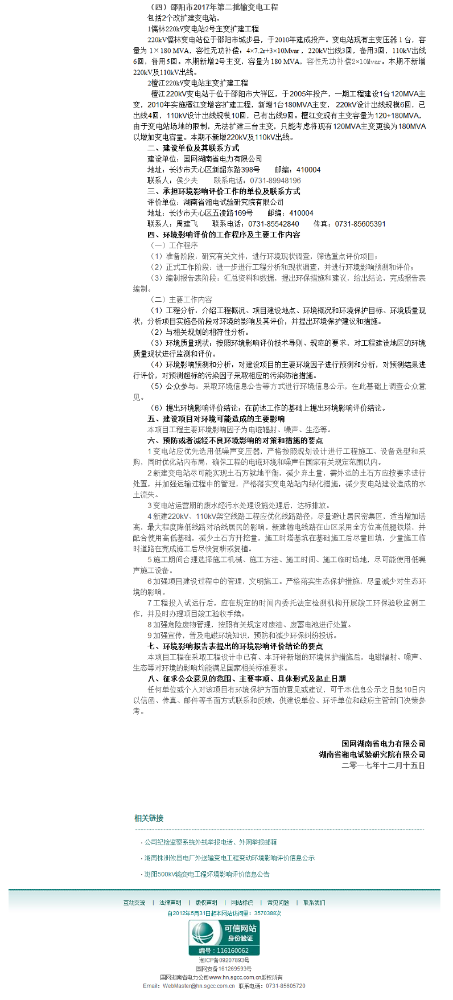 （四）邵阳市2017年第二批输变电工程
包括2个改扩建变电站。
1儒林220kV变电站2号主变扩建工程
220kV儒林变电站位于邵阳市城步县，于2010年建成投产。变电站现有主变压器 1 台，容
量为 1×180 MVA，容性无功补偿：4×7.2r+3×10Mvar ，220kV出线3回，备用3回，110kV出线
6回，备用5回。本期新增2号主变，容量为180 MVA，容性无功补偿2×10Mvar。本期不新增
220kV及110kV出线。
2檀江220kV变电站主变扩建工程
檀江220kV变电站于位于邵阳市大祥区，于2005年投产，一期工程建设1台120MVA主
变，2010年实施檀江变增容扩建工程，新增1台180MVA主变， 220kV设计出线规模6回，已
出线4回，110kV设计出线规模10回，已有出线9回。檀江变现有主变容量为120+180MVA，
由于变电站场地的限制，无法扩建三台主变，只能考虑将现有120MVA主变更换为180MVA
以增加变电容量。本期不新增220kV及110kV出线。
二、建设单位及其联系方式
建设单位：国网湖南省电力有限公司
地址：长沙市天心区新韶东路398号 邮编：410004
联系人：侯少夫 联系电话：0731-89948196
三、承担环境影响评价工作的单位及联系方式
评价单位：湖南省湘电试验研究院有限公司
地址：长沙市天心区五凌路169号 邮编：410004
联系人：周建飞 联系电话：0731-85542840 传真：0731-85605391
四、环境影响评价的工作程序及主要工作内容
（一）工作程序
（1）准备阶段：研究有关文件，进行环境现状调查，筛选重点评价项目；
（2）正式工作阶段：进一步进行工程分析和现状调查，并进行环境影响预测和评价；
（3）编制报告表阶段：汇总资料和数据，提出环保措施和建议，给出结论，完成报告表
编制。
（二）主要工作内容
（1）工程分析：介绍工程概况、项目建设地点、环境概况和环境保护目标、环境质量现
状，分析项目实施各阶段对环境的影响及其评价，并提出环境保护建议和措施。
（2）与相关规划的相符性分析。
（3）环境质量现状：按照环境影响评价技术导则、规范的要求，对工程建设地区的环境
质量现状进行监测和评价。
（4）环境影响预测和分析：对建设项目的主要环境因子进行预测和分析，对预测结果进
行评价，对预测超标的污染因子采取相应的污染防治措施。
（5）公众参与：采取环境信息公告等方式进行环境信息公示，在此基础上调查公众意
见。
（6）提出环境影响评价结论：在前述工作的基础上提出环境影响评价结论。
五、建设项目对环境可能造成的主要影响
本项目工程主要环境影响因子为电磁辐射、噪声、生态等。
六、预防或者减轻不良环境影响的对策和措施的要点
1 变电站应优先选用低噪声变压器，严格按照规划设计进行工程施工、设备选型和采
购，同时优化站内布局，确保工程的电磁环境和噪声在国家有关规定范围以内。
2 新建变电站尽可能实现土石方就地平衡，减少弃土量，需外运的土石方应按要求进行
处置，并加强运输过程中的管理，严格落实变电站站内绿化措施，减少变电站建设造成的水
土流失。
3 变电站运营期的废水经污水处理设施处理后，达标排放。
4 新建220kV、110kV架空线路工程应优化线路路径，尽量避让居民密集区，适当增加塔
高，最大程度降低线路对沿线居民的影响。新建输电线路在山区采用全方位高低腿铁塔，并
配合使用高低基础，减少土石方开挖量，施工时塔基坑在基础施工后尽量回填，少量施工临
时道路在完成施工后尽快复耕或复植。
5 施工期间合理选择施工机械、施工方法、施工时间、施工临时场地，尽可能使用低噪
声施工设备。
6 加强项目建设过程中的管理，文明施工。严格落实生态保护措施，尽量减少对生态环
境的影响。
7 工程投入试运行后，应在规定的时间内委托法定检测机构开展竣工环保验收监测工
作，并及时办理项目竣工验收手续。
8 加强危险废物管理，按照有关规定对废油、废蓄电池进行处置。
9 加强宣传，普及电磁环境知识，预防和减少环保纠纷投诉。
七、环境影响报告表提出的环境影响评价结论的要点
本项目工程在采取工程设计中已有、本环评新增的环境保护措施后，电磁辐射、噪声、
生态等对环境的影响均能满足国家相关标准要求。
八、征求公众意见的范围、主要事项、具体形式及起止日期
任何单位或个人对该项目有环境保护方面的意见或建议，可于本信息公示之日起10日内
以信函、传真、邮件等书面方式联系和反映，供建设单位、环评单位和政府主管部门决策参
考。
国网湖南省电力有限公司
湖南省湘电试验研究院有限公司
二零一七年十二月十五日
相关链接
· 公司纪检监察系统外线举报电话、外网举报邮箱
· 湖南株洲攸县电厂外送输变电工程变动环境影响评价信息公示
· 浏阳500kV输变电工程环境影响评价信息公告
互动交流 | 法律声明 | 版权声明 | 网站标识 | 常见问题 | 联系我们
自2012年5月31日起本网站访问量：3570388次
可信网站
身份验证
编号：116160062
湘ICP备09207893号
国网安备161269593号
国网湖南省电力公司www.hn.sgcc.com.cn版权所有
Email：WebMaster@hn.sgcc.com.cn 联系电话：0731-85605720